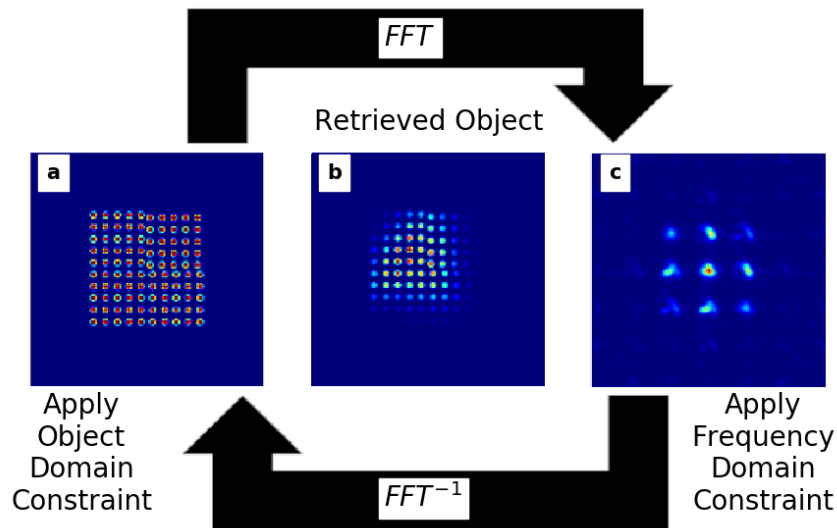 FFT
Retrieved Object
a
b
c
Apply
Object
Domain
Constraint
Apply
Frequency
Domain
Constraint
FFT⁻¹